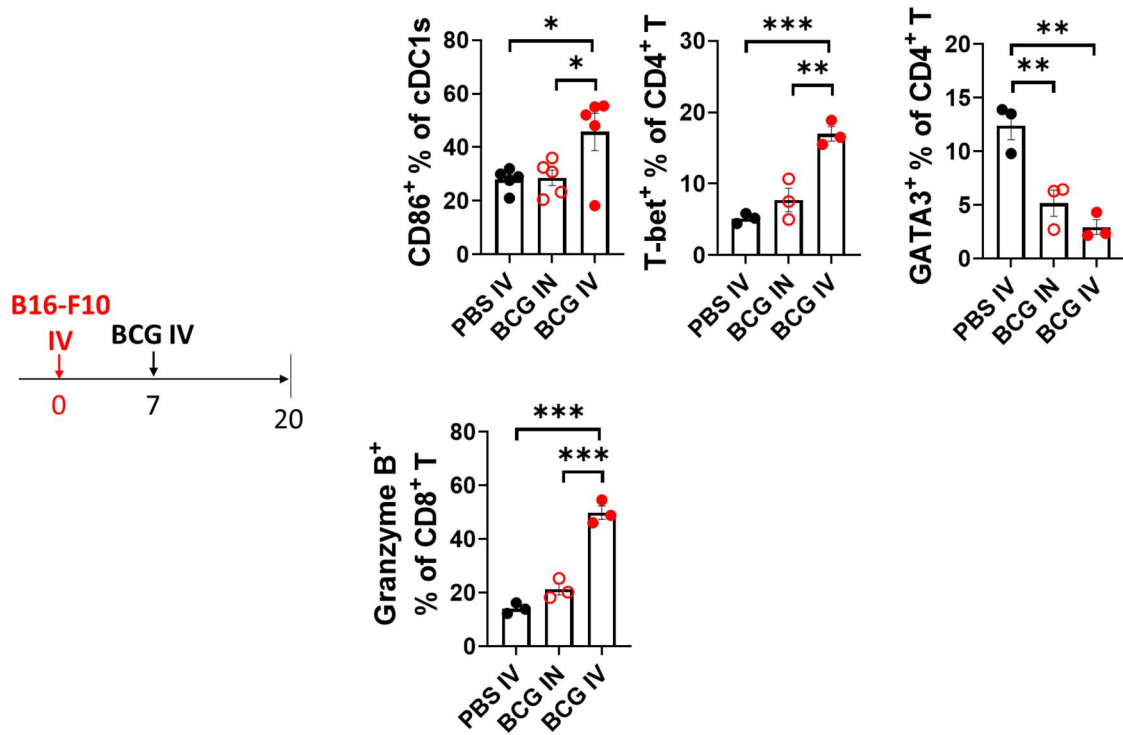 B16-F10
IV
BCG IV
0
7
20
CD86+ % of cDC1s
80
60
40
20
0
*
*
PBS IV
BCG IN
BCG IV
T-bet+ % of CD4+ T
30
20
10
0
***
**
PBS IV
BCG IN
BCG IV
GATA3+ % of CD4+ T
20
15
10
5
0
**
**
PBS IV
BCG IN
BCG IV
Granzyme B+
% of CD8+ T
80
60
40
20
0
***
***
PBS IV
BCG IN
BCG IV